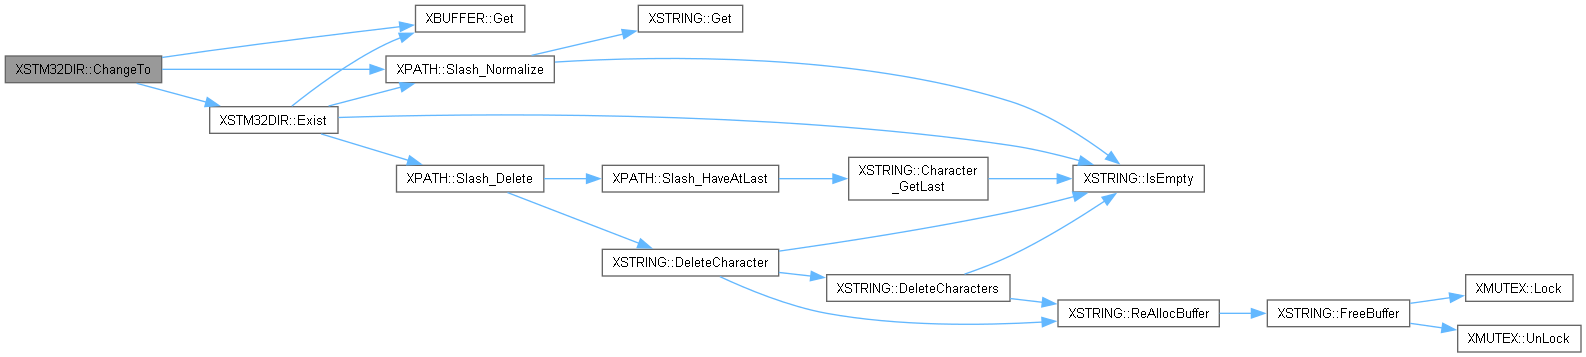 XBUFFER::Get
XSTRING::Get
XSTM32DIR::ChangeTo
XPATH::Slash_Normalize
XSTM32DIR::Exist
XPATH::Slash_Delete
XPATH::Slash_HaveAtLast
XSTRING::Character
_GetLast
XSTRING::IsEmpty
XSTRING::DeleteCharacter
XSTRING::DeleteCharacters
XSTRING::ReAllocBuffer
XSTRING::FreeBuffer
XMUTEX::Lock
XMUTEX::UnLock